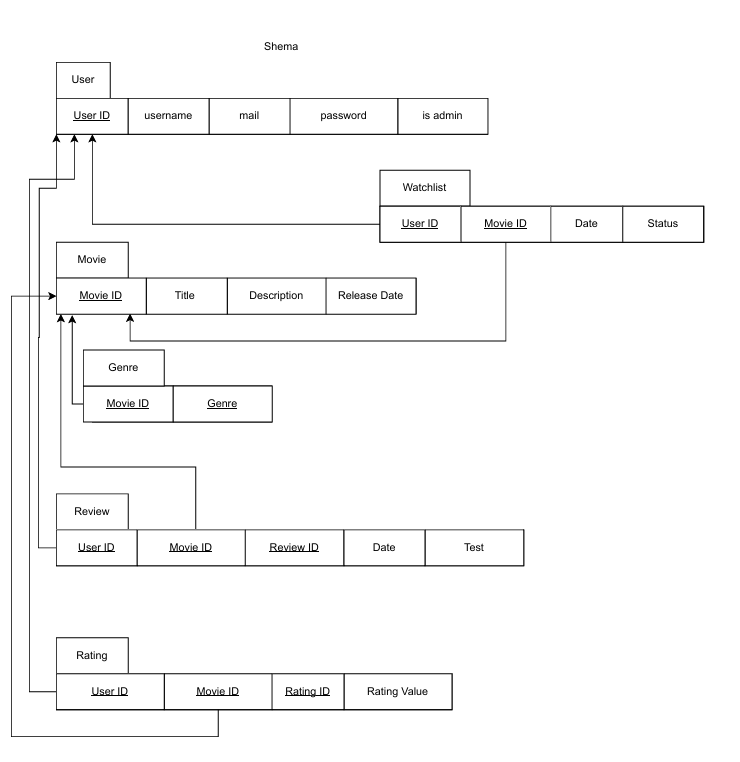 Shema
User
User ID username mail password is admin
Watchlist
User ID Movie ID Date Status
Movie
Movie ID Title Description Release Date
Genre
Movie ID Genre
Review
User ID Movie ID Review ID Date Test
Rating
User ID Movie ID Rating ID Rating Value